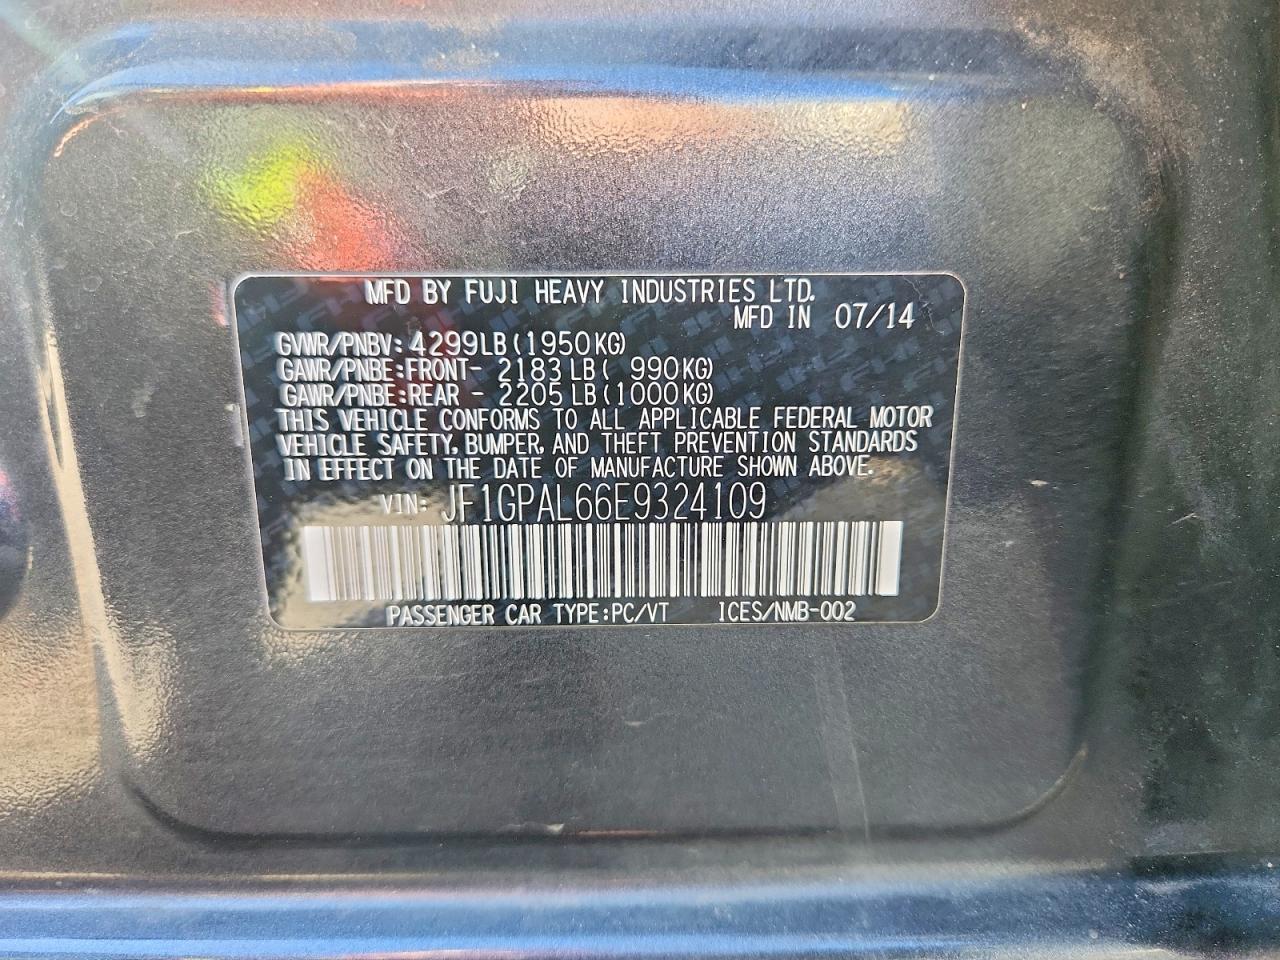 MFD BY FUJI HEAVY INDUSTRIES LTD.
MFD IN 07/14
GVWR/PNBV: 4299LB (1950KG)
GAWR/PNBE:FRONT- 2183LB ( 990KG)
GAWR/PNBE:REAR - 2205LB (1000KG)
THIS VEHICLE CONFORMS TO ALL APPLICABLE FEDERAL MOTOR
VEHICLE SAFETY, BUMPER, AND THEFT PREVENTION STANDARDS
IN EFFECT ON THE DATE OF MANUFACTURE SHOWN ABOVE.
VIN: JF1GPAL66E9324109
PASSENGER CAR TYPE:PC/VT ICES/NMB-002